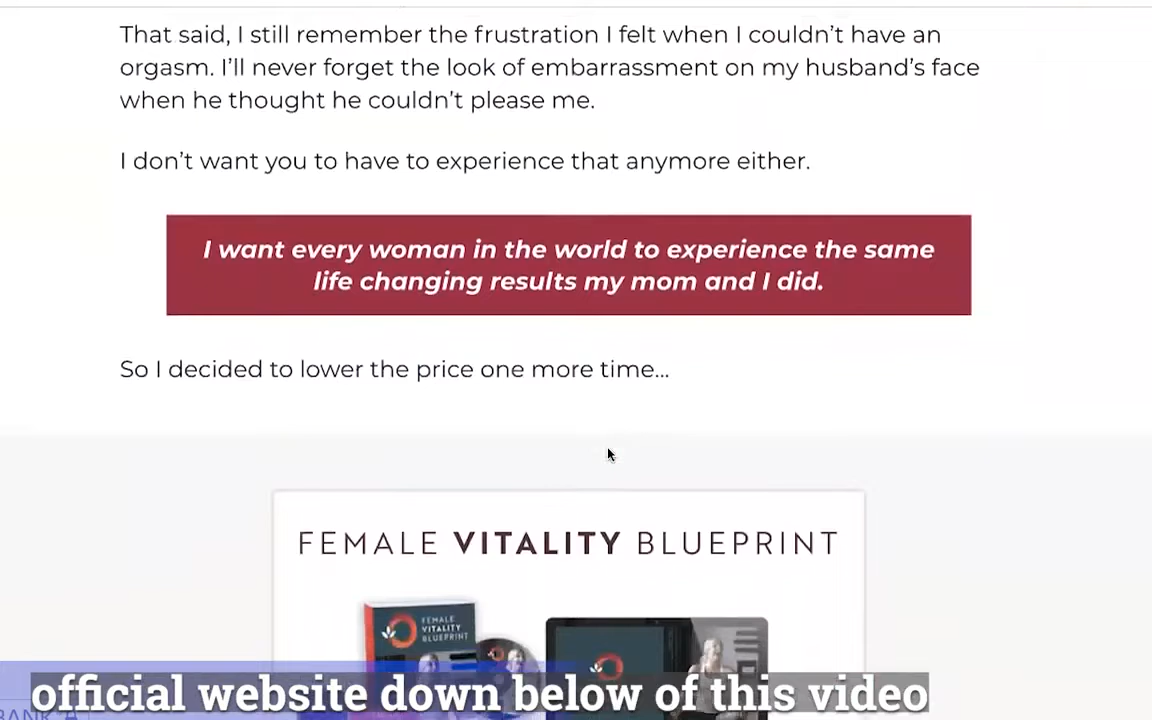 That said, I still remember the frustration I felt when I couldn't have an
orgasm. I'll never forget the look of embarrassment on my husband's face
when he thought he couldn't please me.
I don't want you to have to experience that anymore either.
I want every woman in the world to experience the same
life changing results my mom and I did.
So I decided to lower the price one more time...
FEMALE VITALITY BLUEPRINT
FEMALE
VITALITY
BLUEPRINT
official website down below of this video